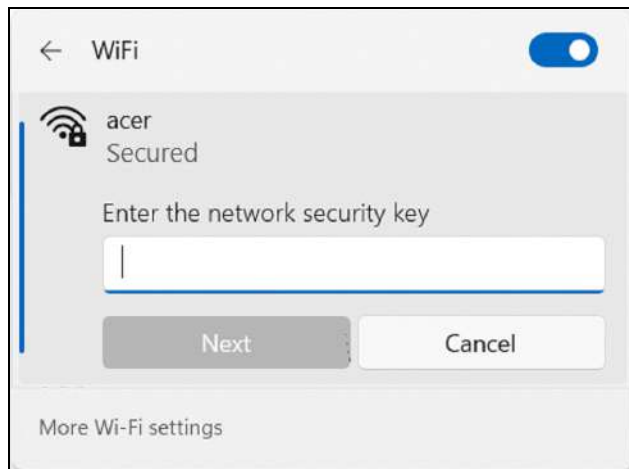 WiFi
acer
Secured
Enter the network security key
Next
Cancel
More Wi-Fi settings